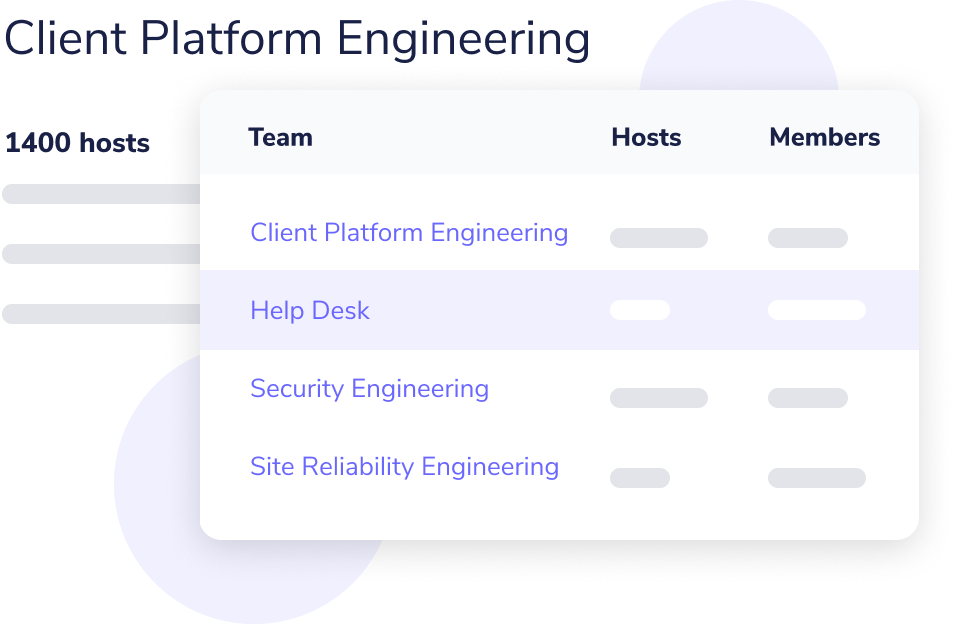 Client Platform Engineering
1400 hosts
Team Hosts Members
Client Platform Engineering
Help Desk
Security Engineering
Site Reliability Engineering